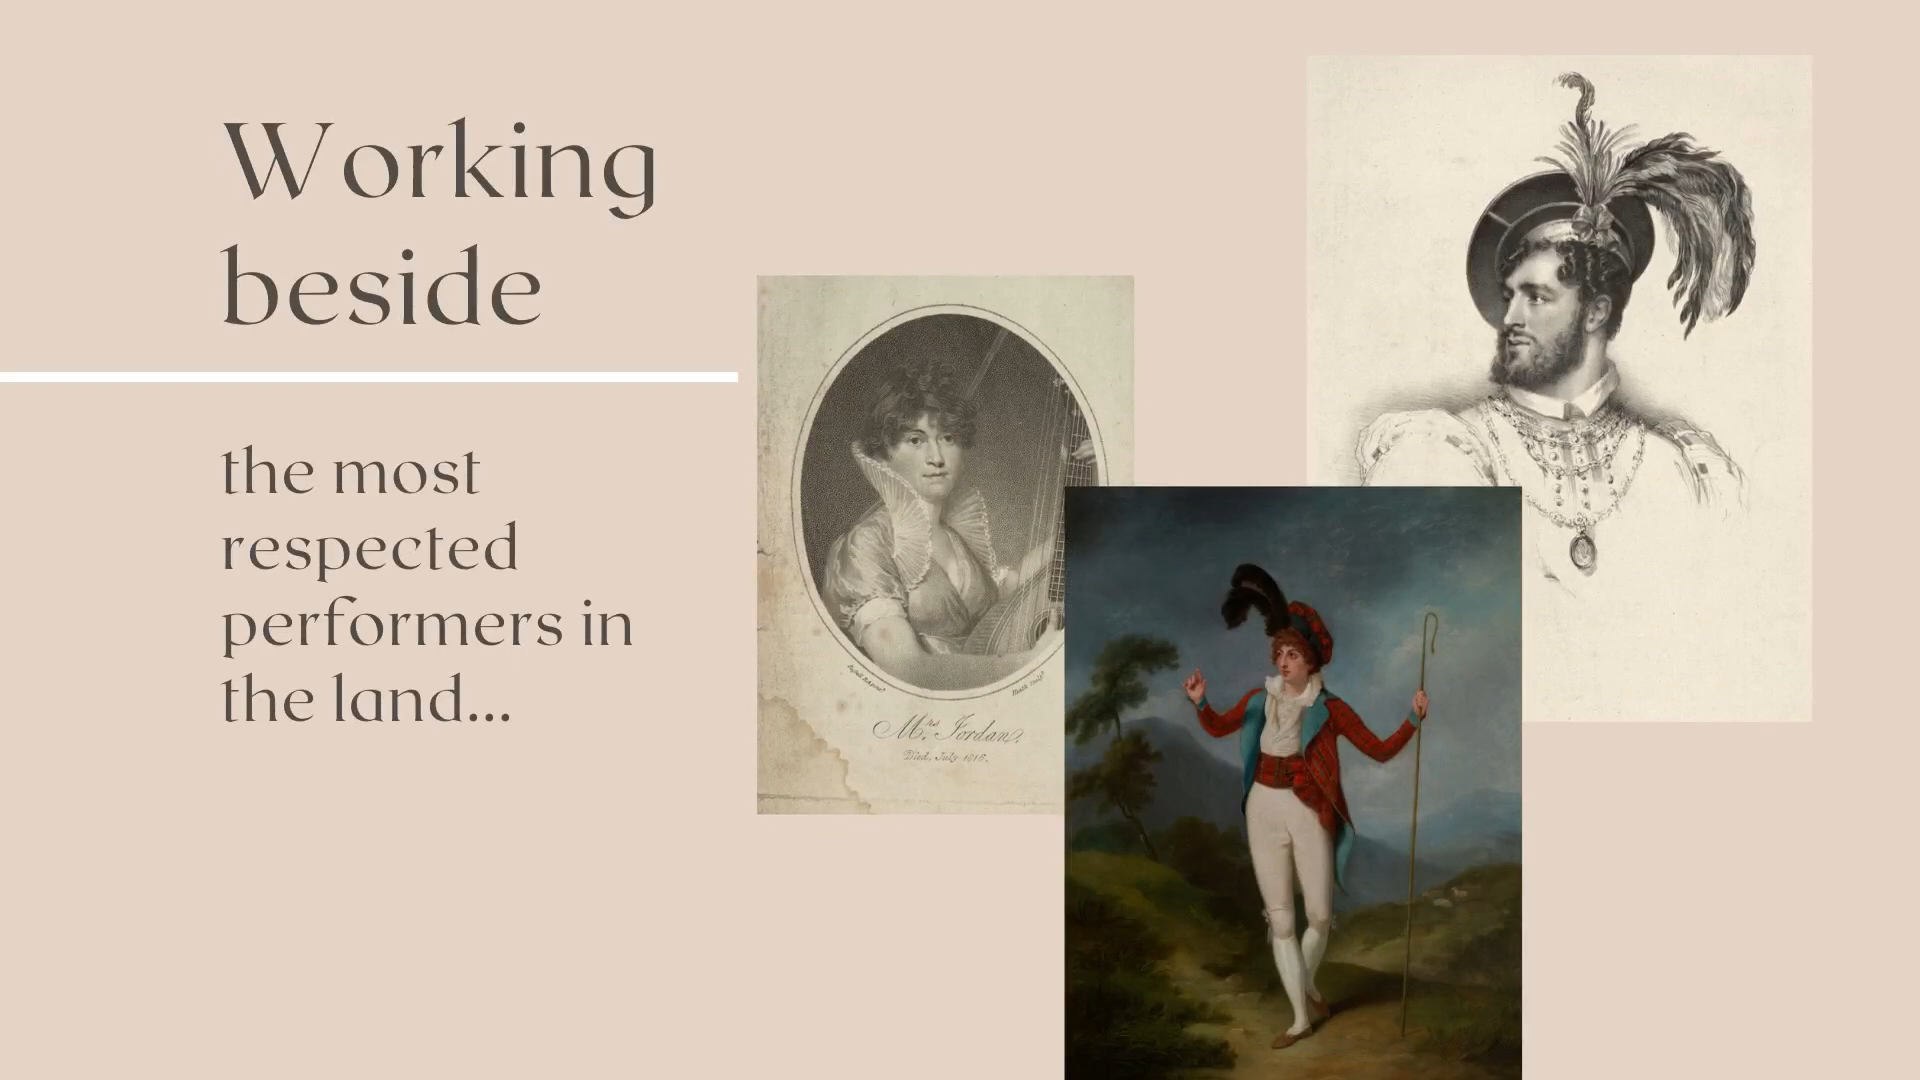 Working
beside
the most
respected
performers in
the land...
Mrs. Jordan.
Died, July 1816.